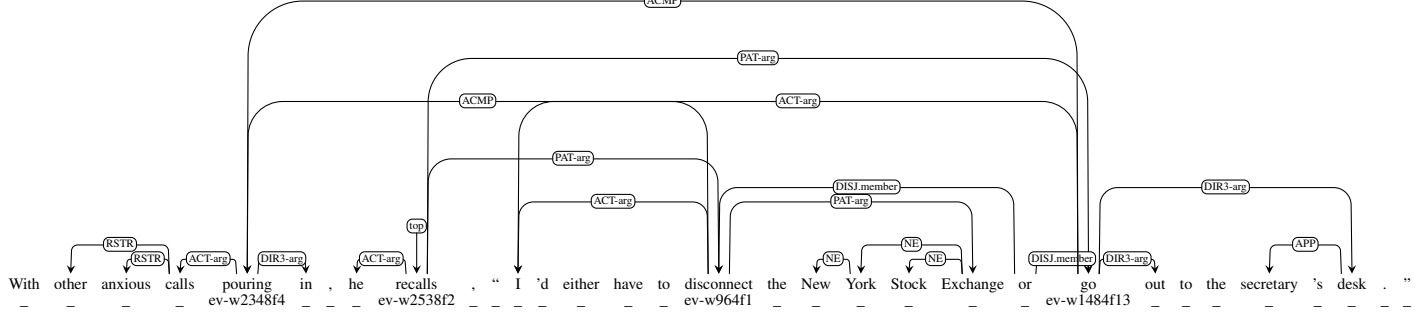 ACMP
PAT-arg
ACMP ACT-arg
PAT-arg
DISJ.member DIR3-arg
ACT-arg PAT-arg
top
RSTR NE APP
RSTR ACT-arg DIR3-arg ACT-arg NE NE DISJ.member DIR3-arg
With other anxious calls pouring in , he recalls , “ I ’d either have to disconnect the New York Stock Exchange or go out to the secretary ’s desk . ”
_ _ _ _ ev-w2348f4 _ _ _ ev-w2538f2 _ _ _ _ _ _ _ ev-w964f1 _ _ _ _ _ _ ev-w1484f13 _ _ _ _ _ _ _ _